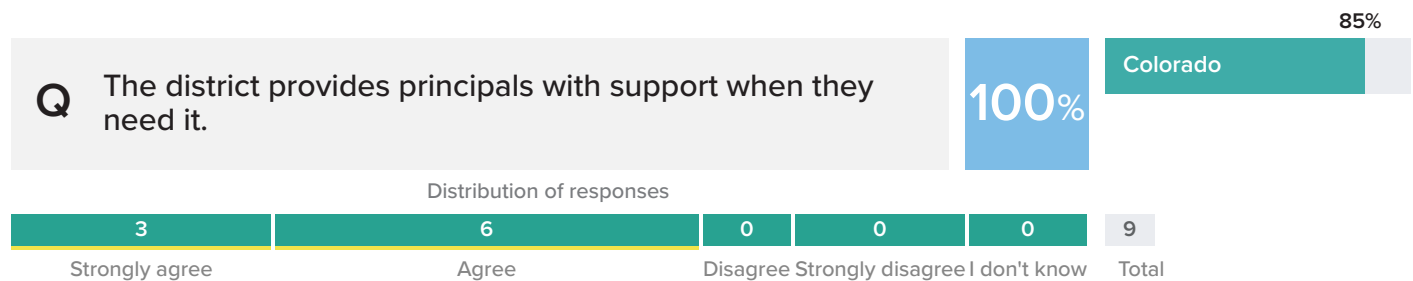 85%
Q
The district provides principals with support when they
need it.
100%
Colorado
Distribution of responses
3 6 0 0 0 9
Strongly agree Agree Disagree Strongly disagree I don't know Total